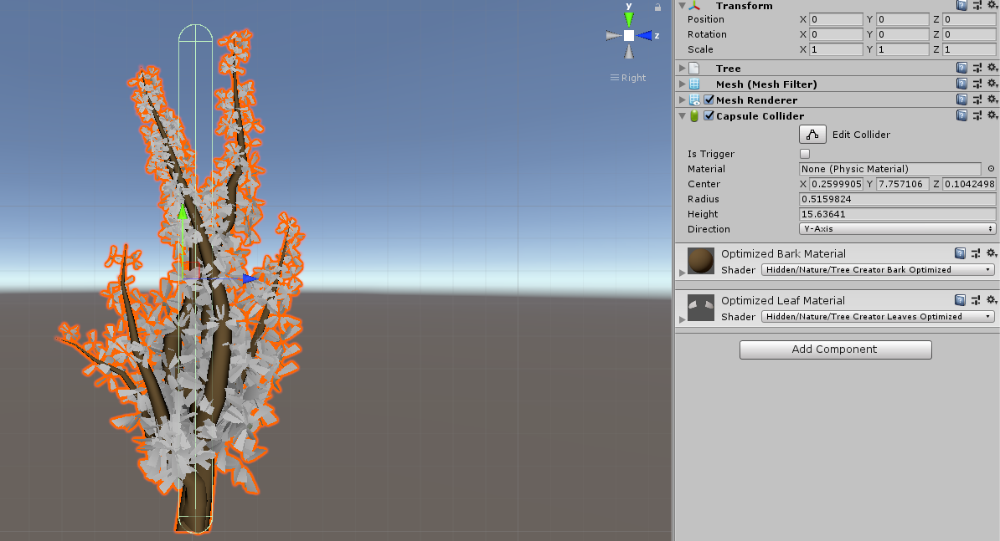 y
z
Right
Transform
Position X 0 Y 0 Z 0
Rotation X 0 Y 0 Z 0
Scale X 1 Y 1 Z 1
Tree
Mesh (Mesh Filter)
Mesh Renderer
Capsule Collider
Edit Collider
Is Trigger
Material None (Physic Material)
Center X 0.2599905 Y 7.757106 Z 0.1042498
Radius 0.5159824
Height 15.63641
Direction Y-Axis
Optimized Bark Material
Shader Hidden/Nature/Tree Creator Bark Optimized
Optimized Leaf Material
Shader Hidden/Nature/Tree Creator Leaves Optimized
Add Component